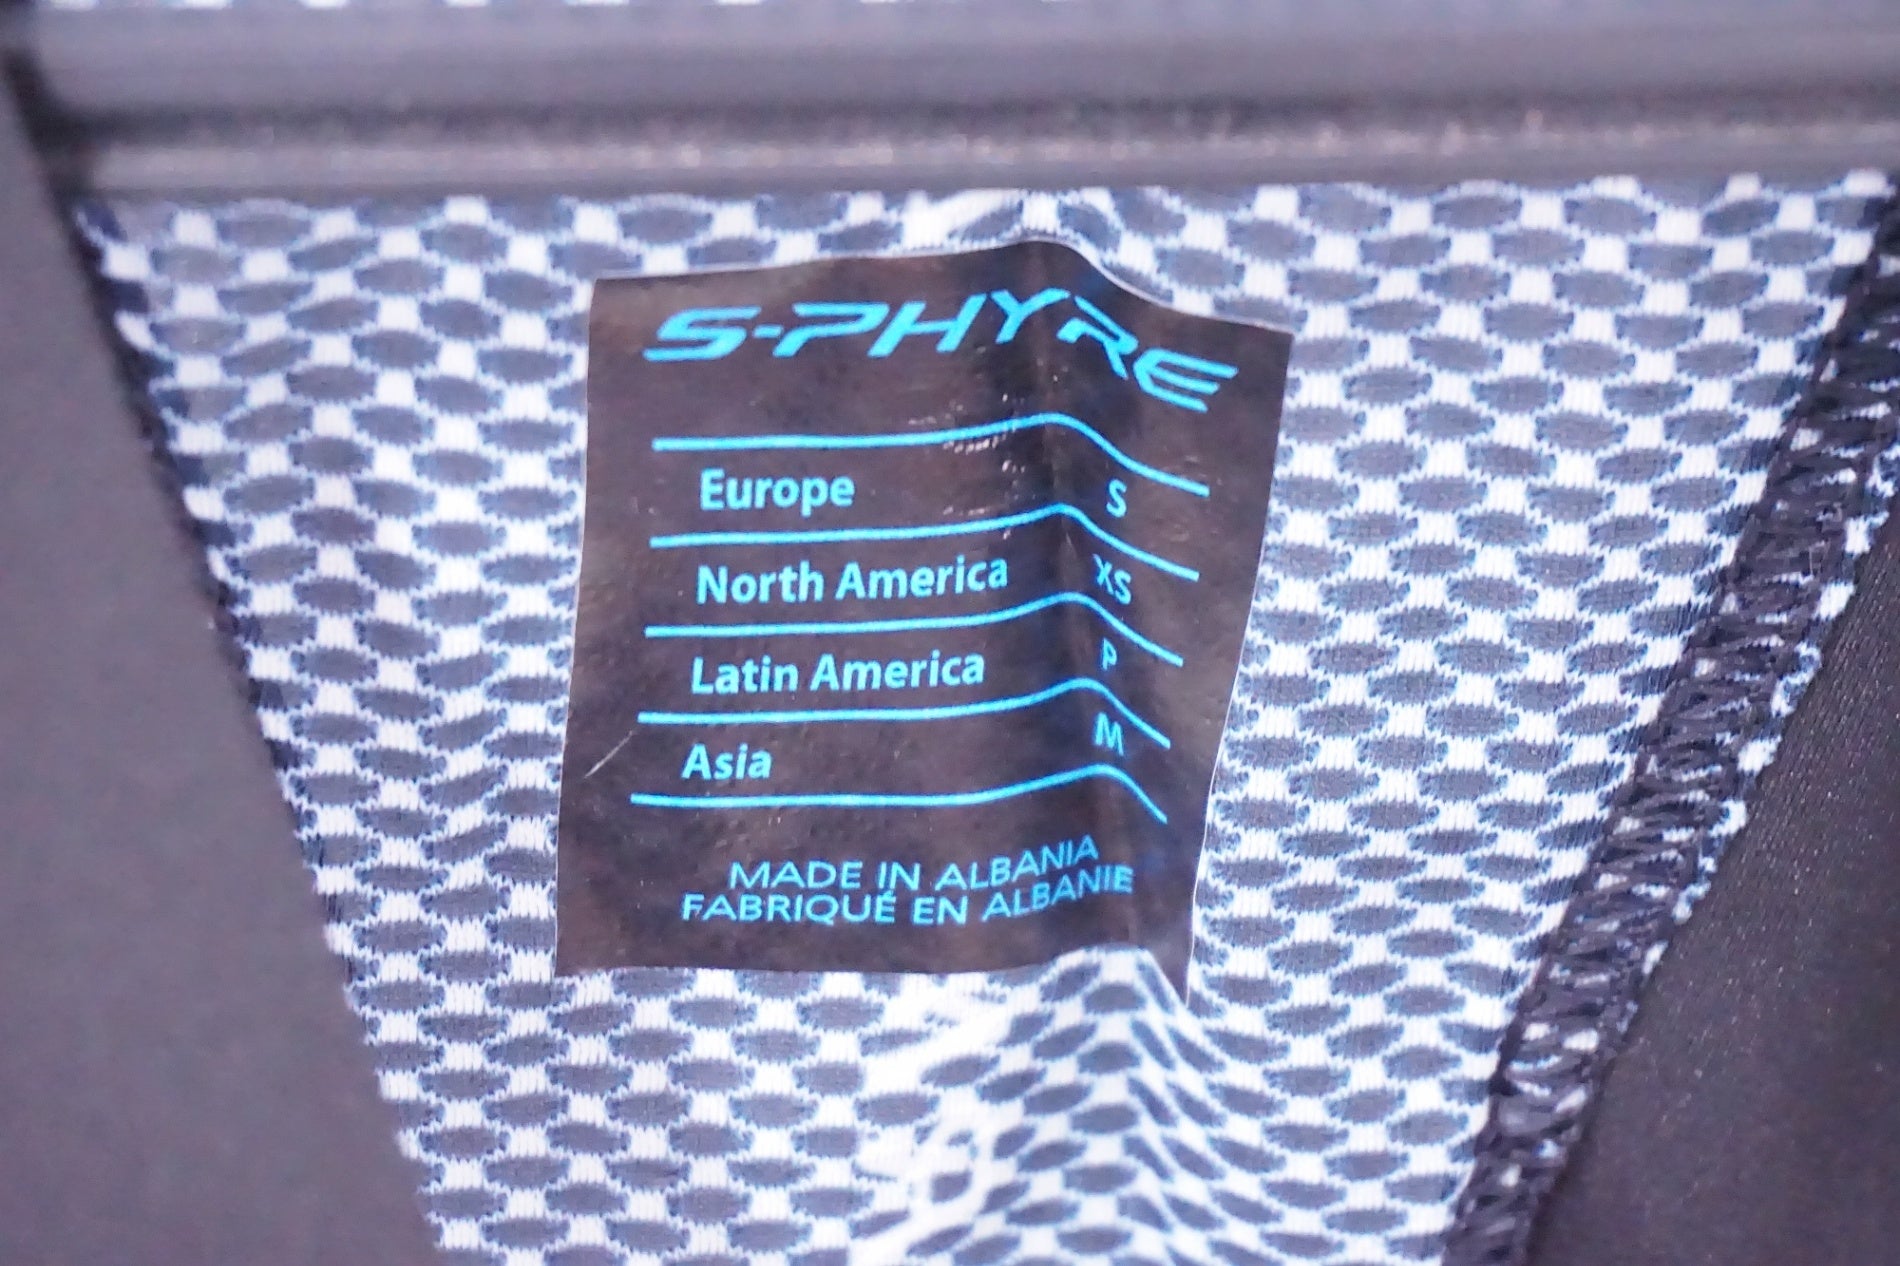 S-PHYRE
Europe S
North America XS
Latin America P
Asia M
MADE IN ALBANIA
FABRIQUÉ EN ALBANIE